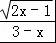 √(2x − 1)
3 − x